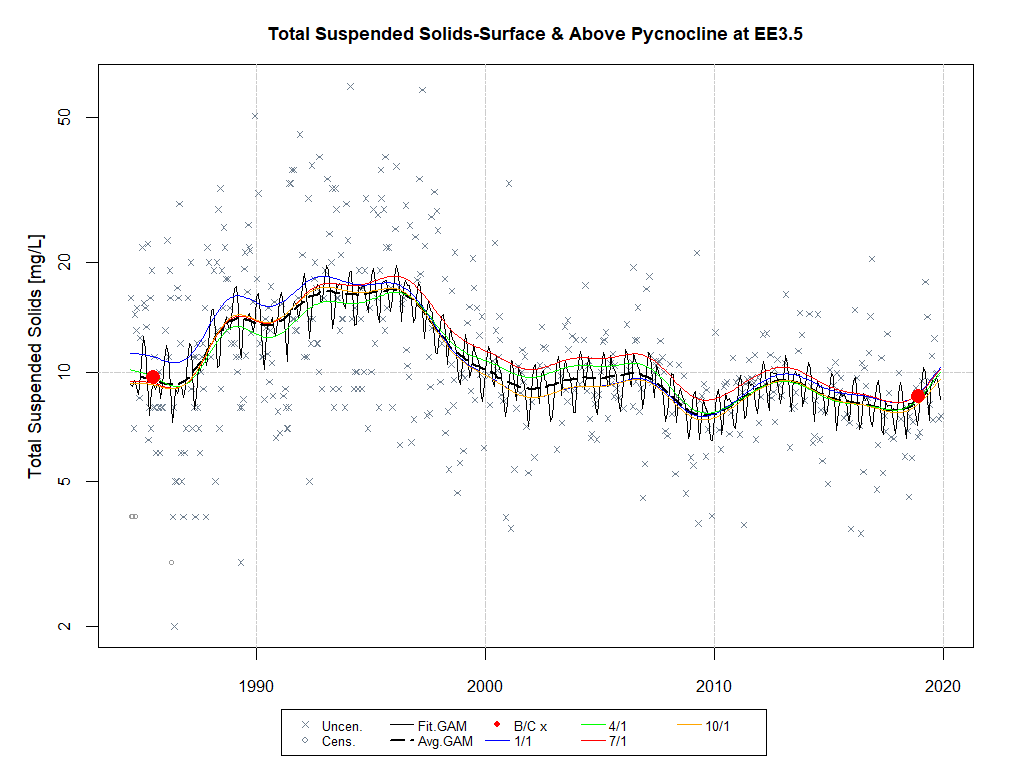 Total Suspended Solids-Surface & Above Pycnocline at EE3.5
Total Suspended Solids [mg/L]
50
20
10
5
2
1990 2000 2010 2020
Uncen. Fit.GAM B/C x 4/1 10/1
Cens. Avg.GAM 1/1 7/1